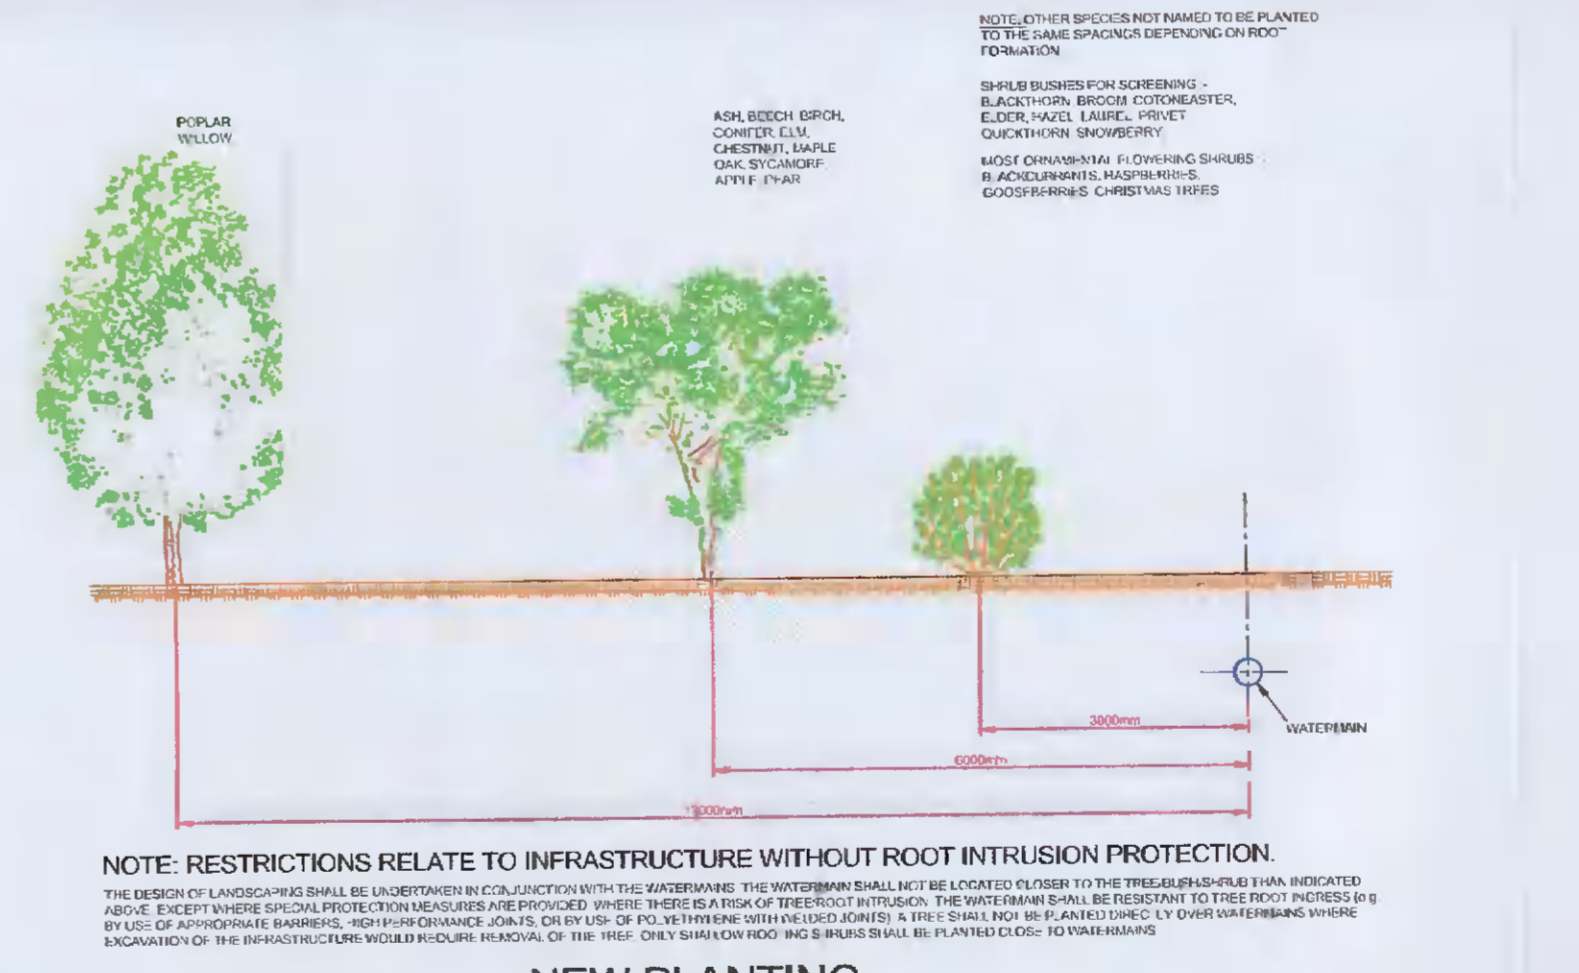 NOTE. OTHER SPECIES NOT NAMED TO BE PLANTED
TO THE SAME SPACINGS DEPENDING ON ROOT
FORMATION
SHRUB BUSHES FOR SCREENING -
BLACKTHORN BROOM COTONEASTER,
ELDER, HAZEL LAUREL PRIVET
QUICKTHORN SNOWBERRY
MOST ORNAMENTAL FLOWERING SHRUBS
BLACKCURRANTS, RASPBERRIES,
GOOSEBERRIES CHRISTMAS TREES
ASH, BEECH BIRCH,
CONIFER, ELM,
CHESTNUT, MAPLE
OAK, SYCAMORE
APPLE PEAR
POPLAR
WILLOW
3000mm
WATERMAIN
6000mm
NOTE: RESTRICTIONS RELATE TO INFRASTRUCTURE WITHOUT ROOT INTRUSION PROTECTION.
THE DESIGN OF LANDSCAPING SHALL BE UNDERTAKEN IN CONJUNCTION WITH THE WATERMAINS THE WATERMAIN SHALL NOT BE LOCATED CLOSER TO THE TREE/BUSH/SHRUB THAN INDICATED
ABOVE EXCEPT WHERE SPECIAL PROTECTION MEASURES ARE PROVIDED WHERE THERE IS A RISK OF TREE ROOT INTRUSION THE WATERMAIN SHALL BE RESISTANT TO TREE ROOT INGRESS (e.g.
BY USE OF APPROPRIATE BARRIERS, HIGH PERFORMANCE JOINTS, OR BY USE OF POLYETHYLENE WITH WELDED JOINTS) A TREE SHALL NOT BE PLANTED DIRECTLY OVER WATERMAINS WHERE
EXCAVATION OF THE INFRASTRUCTURE WOULD REQUIRE REMOVAL OF THE TREE ONLY SHALLOW ROOTING SHRUBS SHALL BE PLANTED CLOSE TO WATERMAINS
NEW PLANTING